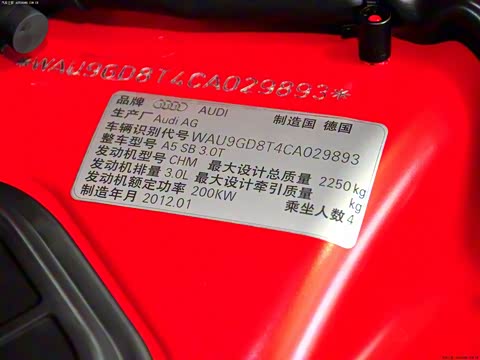 *WAU9GD8T4CA029893*
品牌 AUDI 制造国 德国
生产厂 Audi AG
车辆识别代号 WAU9GD8T4CA029893
整车型号 A5 SB 3.0T
发动机型号 CHM 最大设计总质量 2250kg
发动机排量 3.0L 最大设计牵引质量 kg
发动机额定功率 200KW 乘坐人数 4
制造年月 2012.01